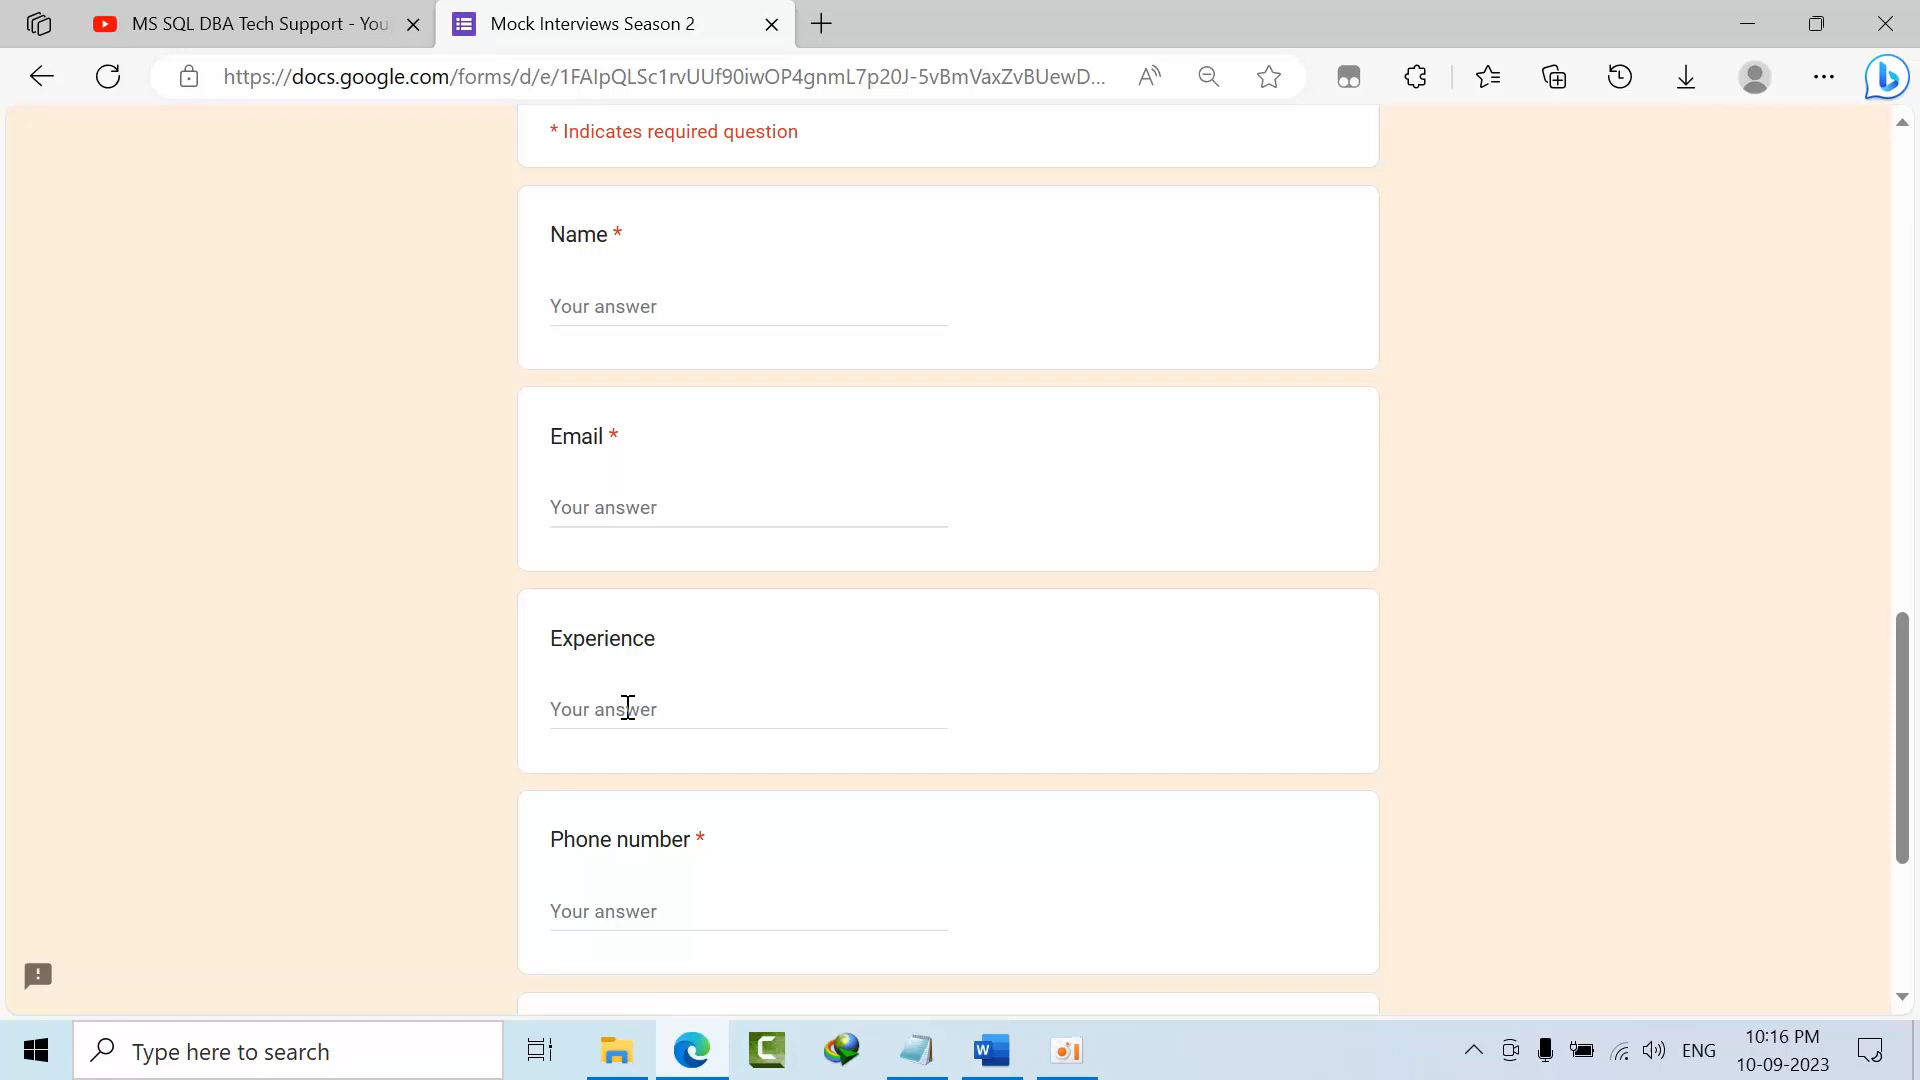 MS SQL DBA Tech Support - You
Mock Interviews Season 2
https://docs.google.com/forms/d/e/1FAIpQLSc1rvUUf90iwOP4gnmL7p20J-5vBmVaxZvBUewD...
* Indicates required question
Name *
Your answer
Email *
Your answer
Experience
Your answer
Phone number *
Your answer
Type here to search
ENG
10:16 PM
10-09-2023